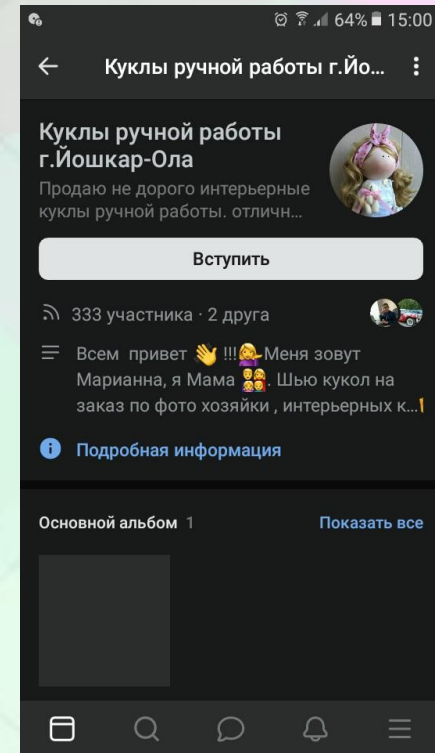 64% 15:00
Куклы ручной работы г.Йо...
Куклы ручной работы
г.Йошкар-Ола
Продаю не дорого интерьерные
куклы ручной работы. отличн...
Вступить
333 участника · 2 друга
Всем привет 👋 !!!💁‍♀️Меня зовут
Марианна, я Мама 👨‍👩‍👧‍👦. Шью кукол на
заказ по фото хозяйки , интерьерных к...
Подробная информация
Основной альбом 1
Показать все